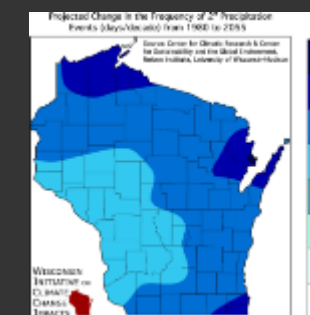 Projected Change in the Frequency of 2" Precipitation
Events (days/decade) from 1980 to 2055
Source: Center for Climatic Research & Center
for Sustainability and the Global Environment,
Nelson Institute, University of Wisconsin-Madison
WISCONSIN
INITIATIVE ON
CLIMATE
CHANGE
IMPACTS